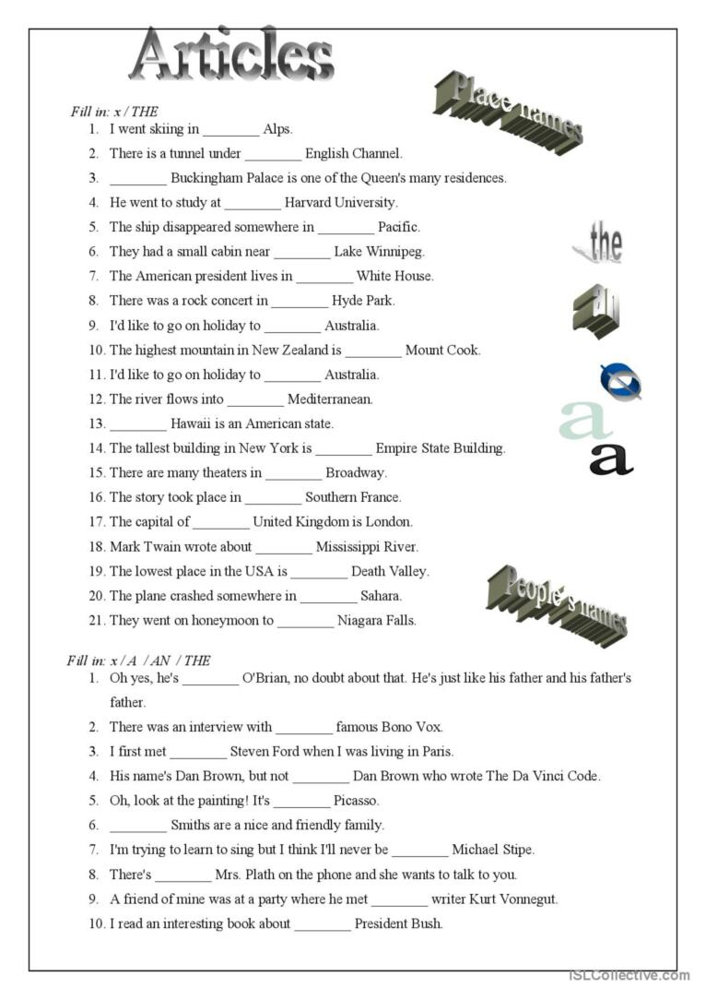 Articles
Place names
Fill in: x / THE
1. I went skiing in ________ Alps.
2. There is a tunnel under ________ English Channel.
3. ________ Buckingham Palace is one of the Queen's many residences.
4. He went to study at ________ Harvard University.
5. The ship disappeared somewhere in ________ Pacific.
6. They had a small cabin near ________ Lake Winnipeg.
7. The American president lives in ________ White House.
8. There was a rock concert in ________ Hyde Park.
9. I'd like to go on holiday to ________ Australia.
10. The highest mountain in New Zealand is ________ Mount Cook.
11. I'd like to go on holiday to ________ Australia.
12. The river flows into ________ Mediterranean.
13. ________ Hawaii is an American state.
14. The tallest building in New York is ________ Empire State Building.
15. There are many theaters in ________ Broadway.
16. The story took place in ________ Southern France.
17. The capital of ________ United Kingdom is London.
18. Mark Twain wrote about ________ Mississippi River.
19. The lowest place in the USA is ________ Death Valley.
20. The plane crashed somewhere in ________ Sahara.
21. They went on honeymoon to ________ Niagara Falls.
the
an
Ø
a
a
People's names
Fill in: x / A / AN / THE
1. Oh yes, he's ________ O'Brian, no doubt about that. He's just like his father and his father's
father.
2. There was an interview with ________ famous Bono Vox.
3. I first met ________ Steven Ford when I was living in Paris.
4. His name's Dan Brown, but not ________ Dan Brown who wrote The Da Vinci Code.
5. Oh, look at the painting! It's ________ Picasso.
6. ________ Smiths are a nice and friendly family.
7. I'm trying to learn to sing but I think I'll never be ________ Michael Stipe.
8. There's ________ Mrs. Plath on the phone and she wants to talk to you.
9. A friend of mine was at a party where he met ________ writer Kurt Vonnegut.
10. I read an interesting book about ________ President Bush.
iSLCollective.com